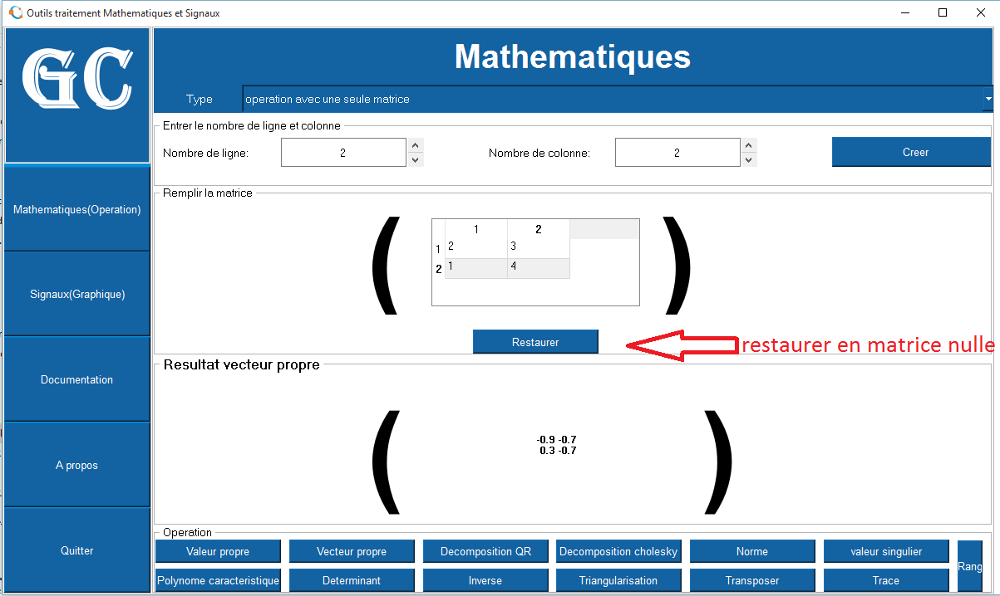 Outils traitement Mathematiques et Signaux
GC
Mathematiques
Type
operation avec une seule matrice
Entrer le nombre de ligne et colonne
Nombre de ligne:
2
Nombre de colonne:
2
Creer
Mathematiques(Operation)
Signaux(Graphique)
Documentation
A propos
Quitter
Remplir la matrice
( )
1 2
1 2 3
2 1 4
Restaurer
restaurer en matrice nulle
Resultat vecteur propre
( )
-0.9 -0.7
0.3 -0.7
Operation
Valeur propre
Vecteur propre
Decomposition QR
Decomposition cholesky
Norme
valeur singulier
Rang
Polynome caracteristique
Determinant
Inverse
Triangularisation
Transposer
Trace